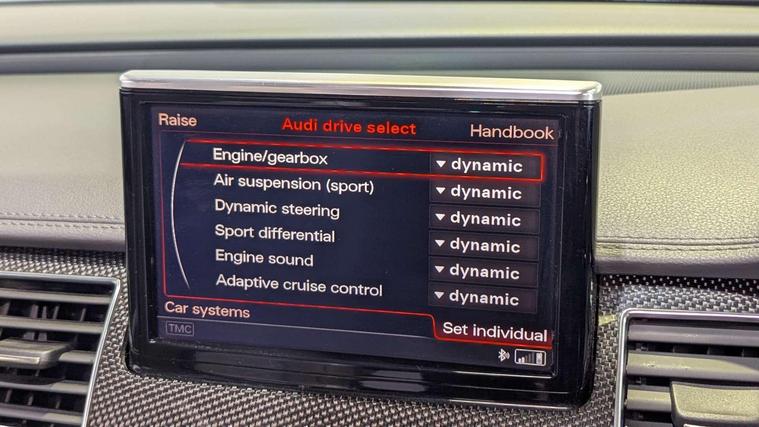 Raise Audi drive select Handbook
Engine/gearbox dynamic
Air suspension (sport) dynamic
Dynamic steering dynamic
Sport differential dynamic
Engine sound dynamic
Adaptive cruise control dynamic
Car systems Set individual
TMC